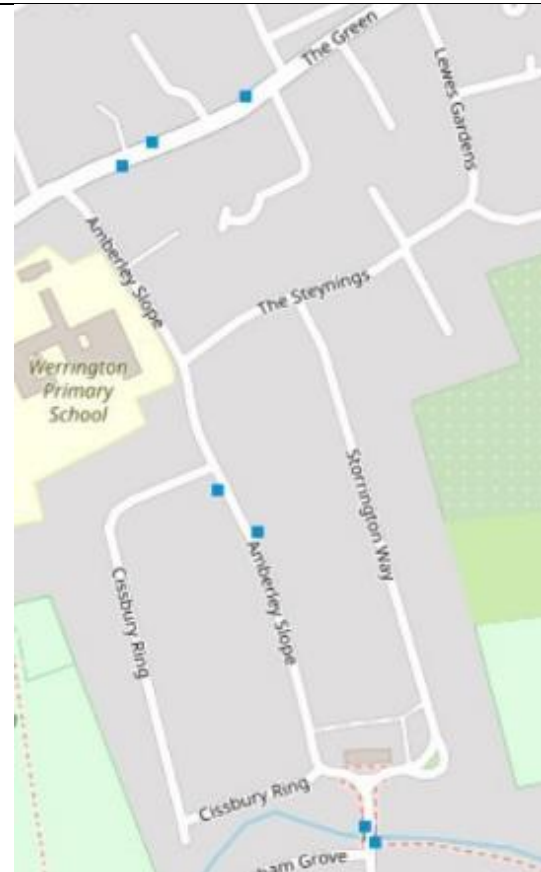 The Green
Lewes Gardens
Amberley Slope
The Steynings
Werrington
Primary
School
Storrington Way
Cissbury Ring
Amberley Slope
Cissbury Ring
ham Grove